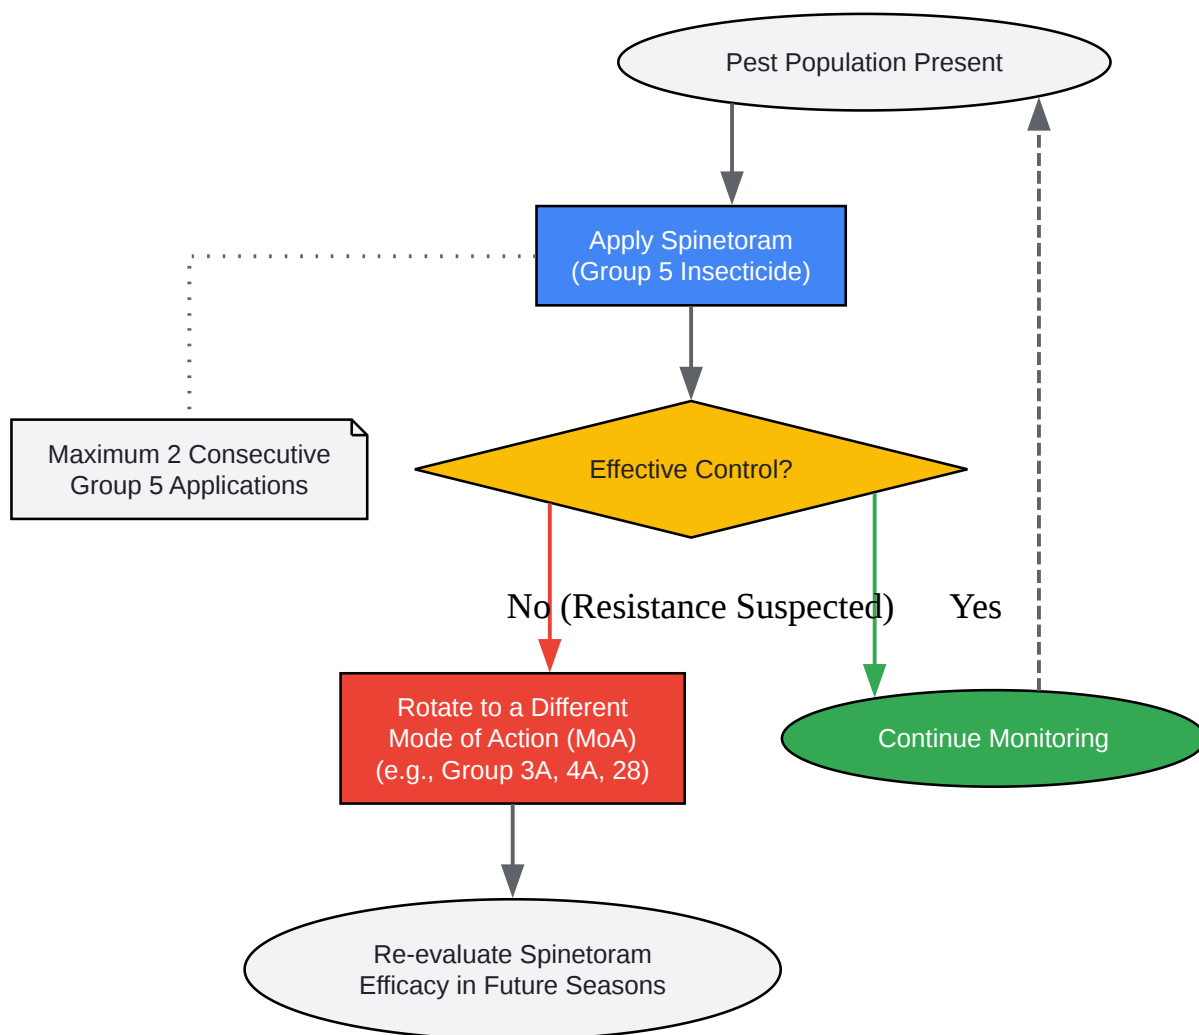 Pest Population Present
Apply Spinetoram
(Group 5 Insecticide)
Maximum 2 Consecutive
Group 5 Applications
Effective Control?
No (Resistance Suspected)
Yes
Rotate to a Different
Mode of Action (MoA)
(e.g., Group 3A, 4A, 28)
Continue Monitoring
Re-evaluate Spinetoram
Efficacy in Future Seasons